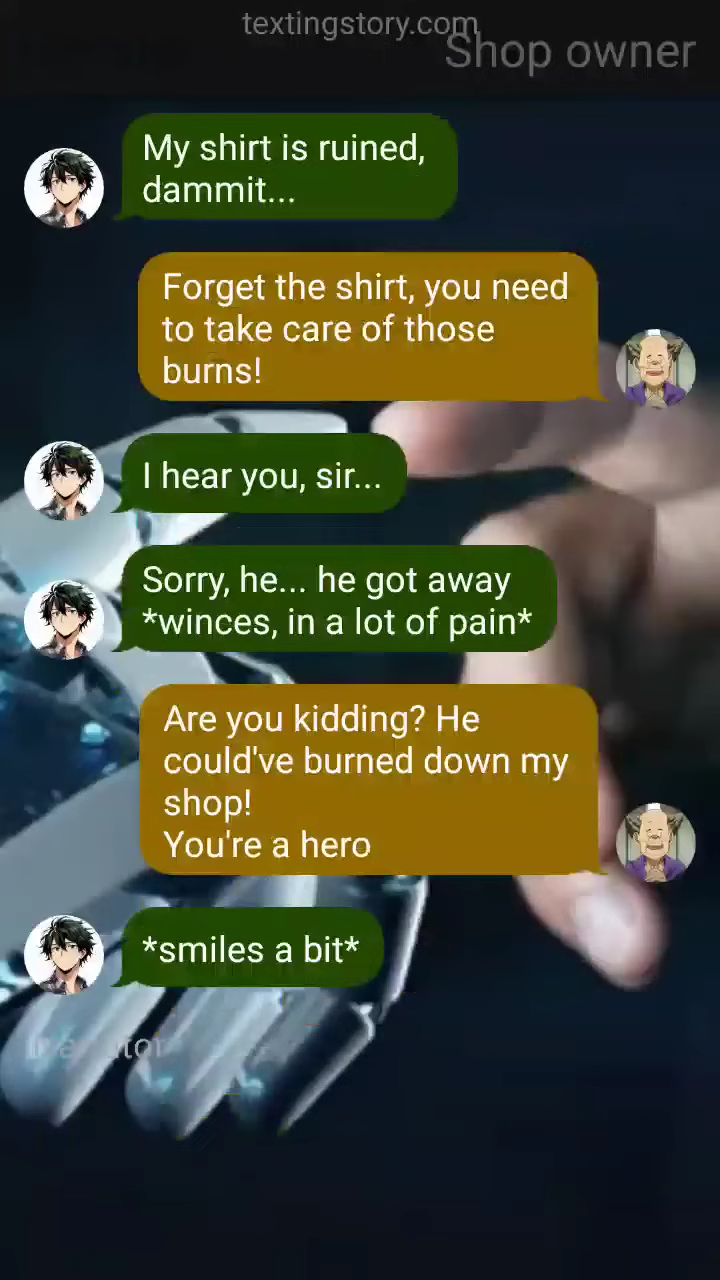 textingstory.com
Shop owner
My shirt is ruined,
dammit...
Forget the shirt, you need
to take care of those
burns!
I hear you, sir...
Sorry, he... he got away
*winces, in a lot of pain*
Are you kidding? He
could've burned down my
shop!
You're a hero
*smiles a bit*